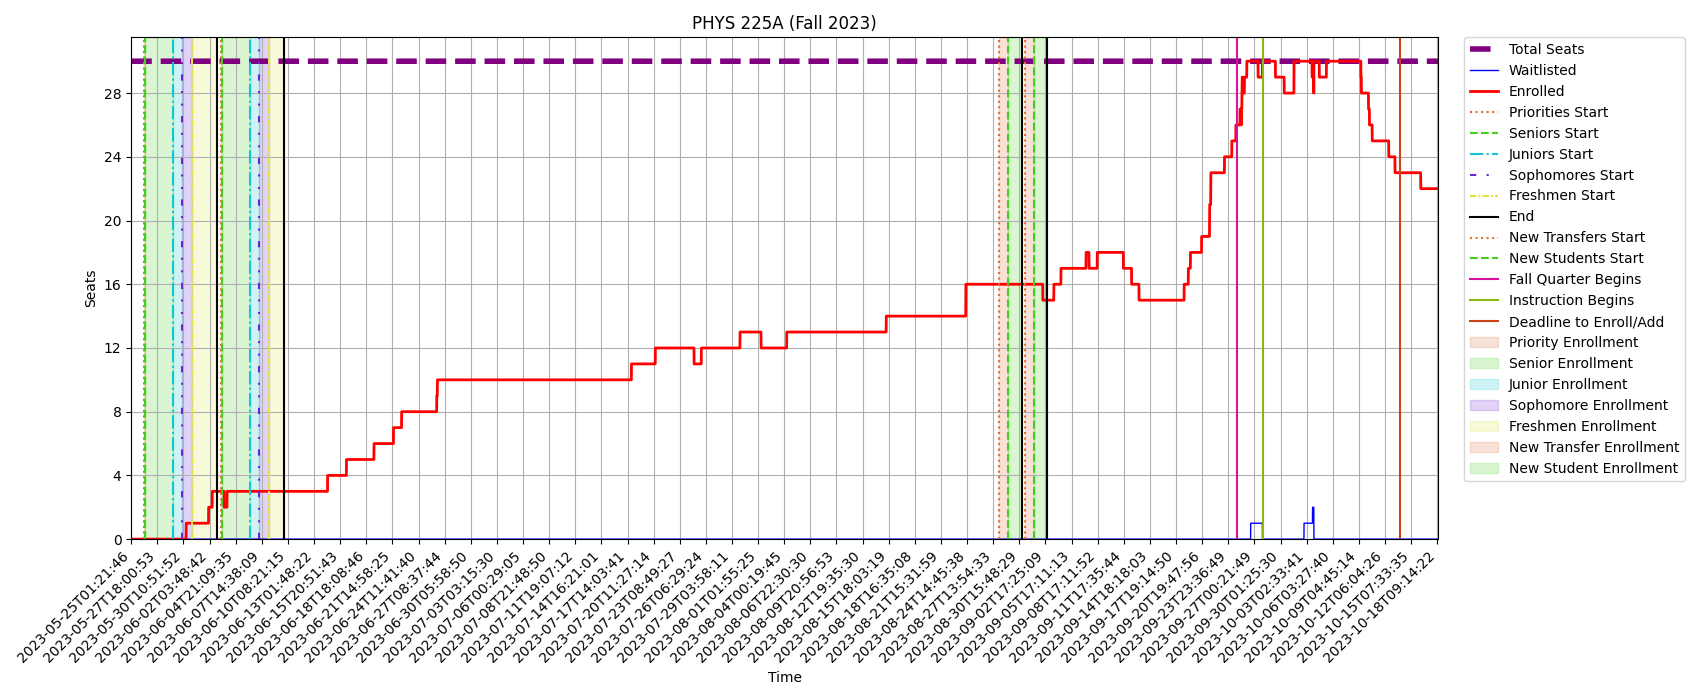 PHYS 225A (Fall 2023)
Seats
28
24
20
16
12
8
4
0
2023-05-25T01:21:46
2023-05-27T18:00:53
2023-05-30T10:51:52
2023-06-02T03:48:42
2023-06-04T21:09:35
2023-06-07T14:38:09
2023-06-10T08:21:15
2023-06-13T01:48:22
2023-06-15T20:51:43
2023-06-18T18:08:46
2023-06-21T14:58:25
2023-06-24T11:41:40
2023-06-27T08:37:44
2023-06-30T05:58:50
2023-07-03T03:15:30
2023-07-06T00:29:05
2023-07-08T21:48:50
2023-07-11T19:07:12
2023-07-14T16:21:01
2023-07-17T14:03:47
2023-07-20T11:27:14
2023-07-23T08:49:27
2023-07-26T06:29:24
2023-07-29T03:58:11
2023-08-01T01:55:25
2023-08-04T00:19:45
2023-08-06T22:30:30
2023-08-09T20:56:53
2023-08-12T19:35:30
2023-08-15T18:03:19
2023-08-18T16:35:08
2023-08-21T15:31:59
2023-08-24T14:45:38
2023-08-27T13:54:33
2023-08-30T15:48:29
2023-09-02T17:25:09
2023-09-05T17:11:13
2023-09-08T17:11:52
2023-09-11T17:35:44
2023-09-14T18:18:03
2023-09-17T19:14:50
2023-09-20T19:47:56
2023-09-23T23:36:49
2023-09-27T00:21:49
2023-09-30T01:25:30
2023-10-03T02:33:41
2023-10-06T03:27:40
2023-10-09T04:45:14
2023-10-12T06:04:26
2023-10-15T07:33:35
2023-10-18T09:14:22
Time
Total Seats
Waitlisted
Enrolled
Priorities Start
Seniors Start
Juniors Start
Sophomores Start
Freshmen Start
End
New Transfers Start
New Students Start
Fall Quarter Begins
Instruction Begins
Deadline to Enroll/Add
Priority Enrollment
Senior Enrollment
Junior Enrollment
Sophomore Enrollment
Freshmen Enrollment
New Transfer Enrollment
New Student Enrollment